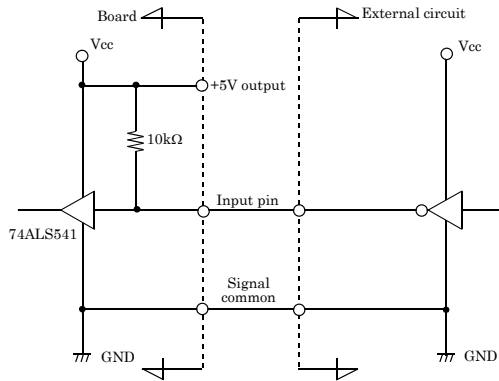 Board
External circuit
Vcc
Vcc
+5V output
10kΩ
Input pin
74ALS541
Signal
common
GND
GND